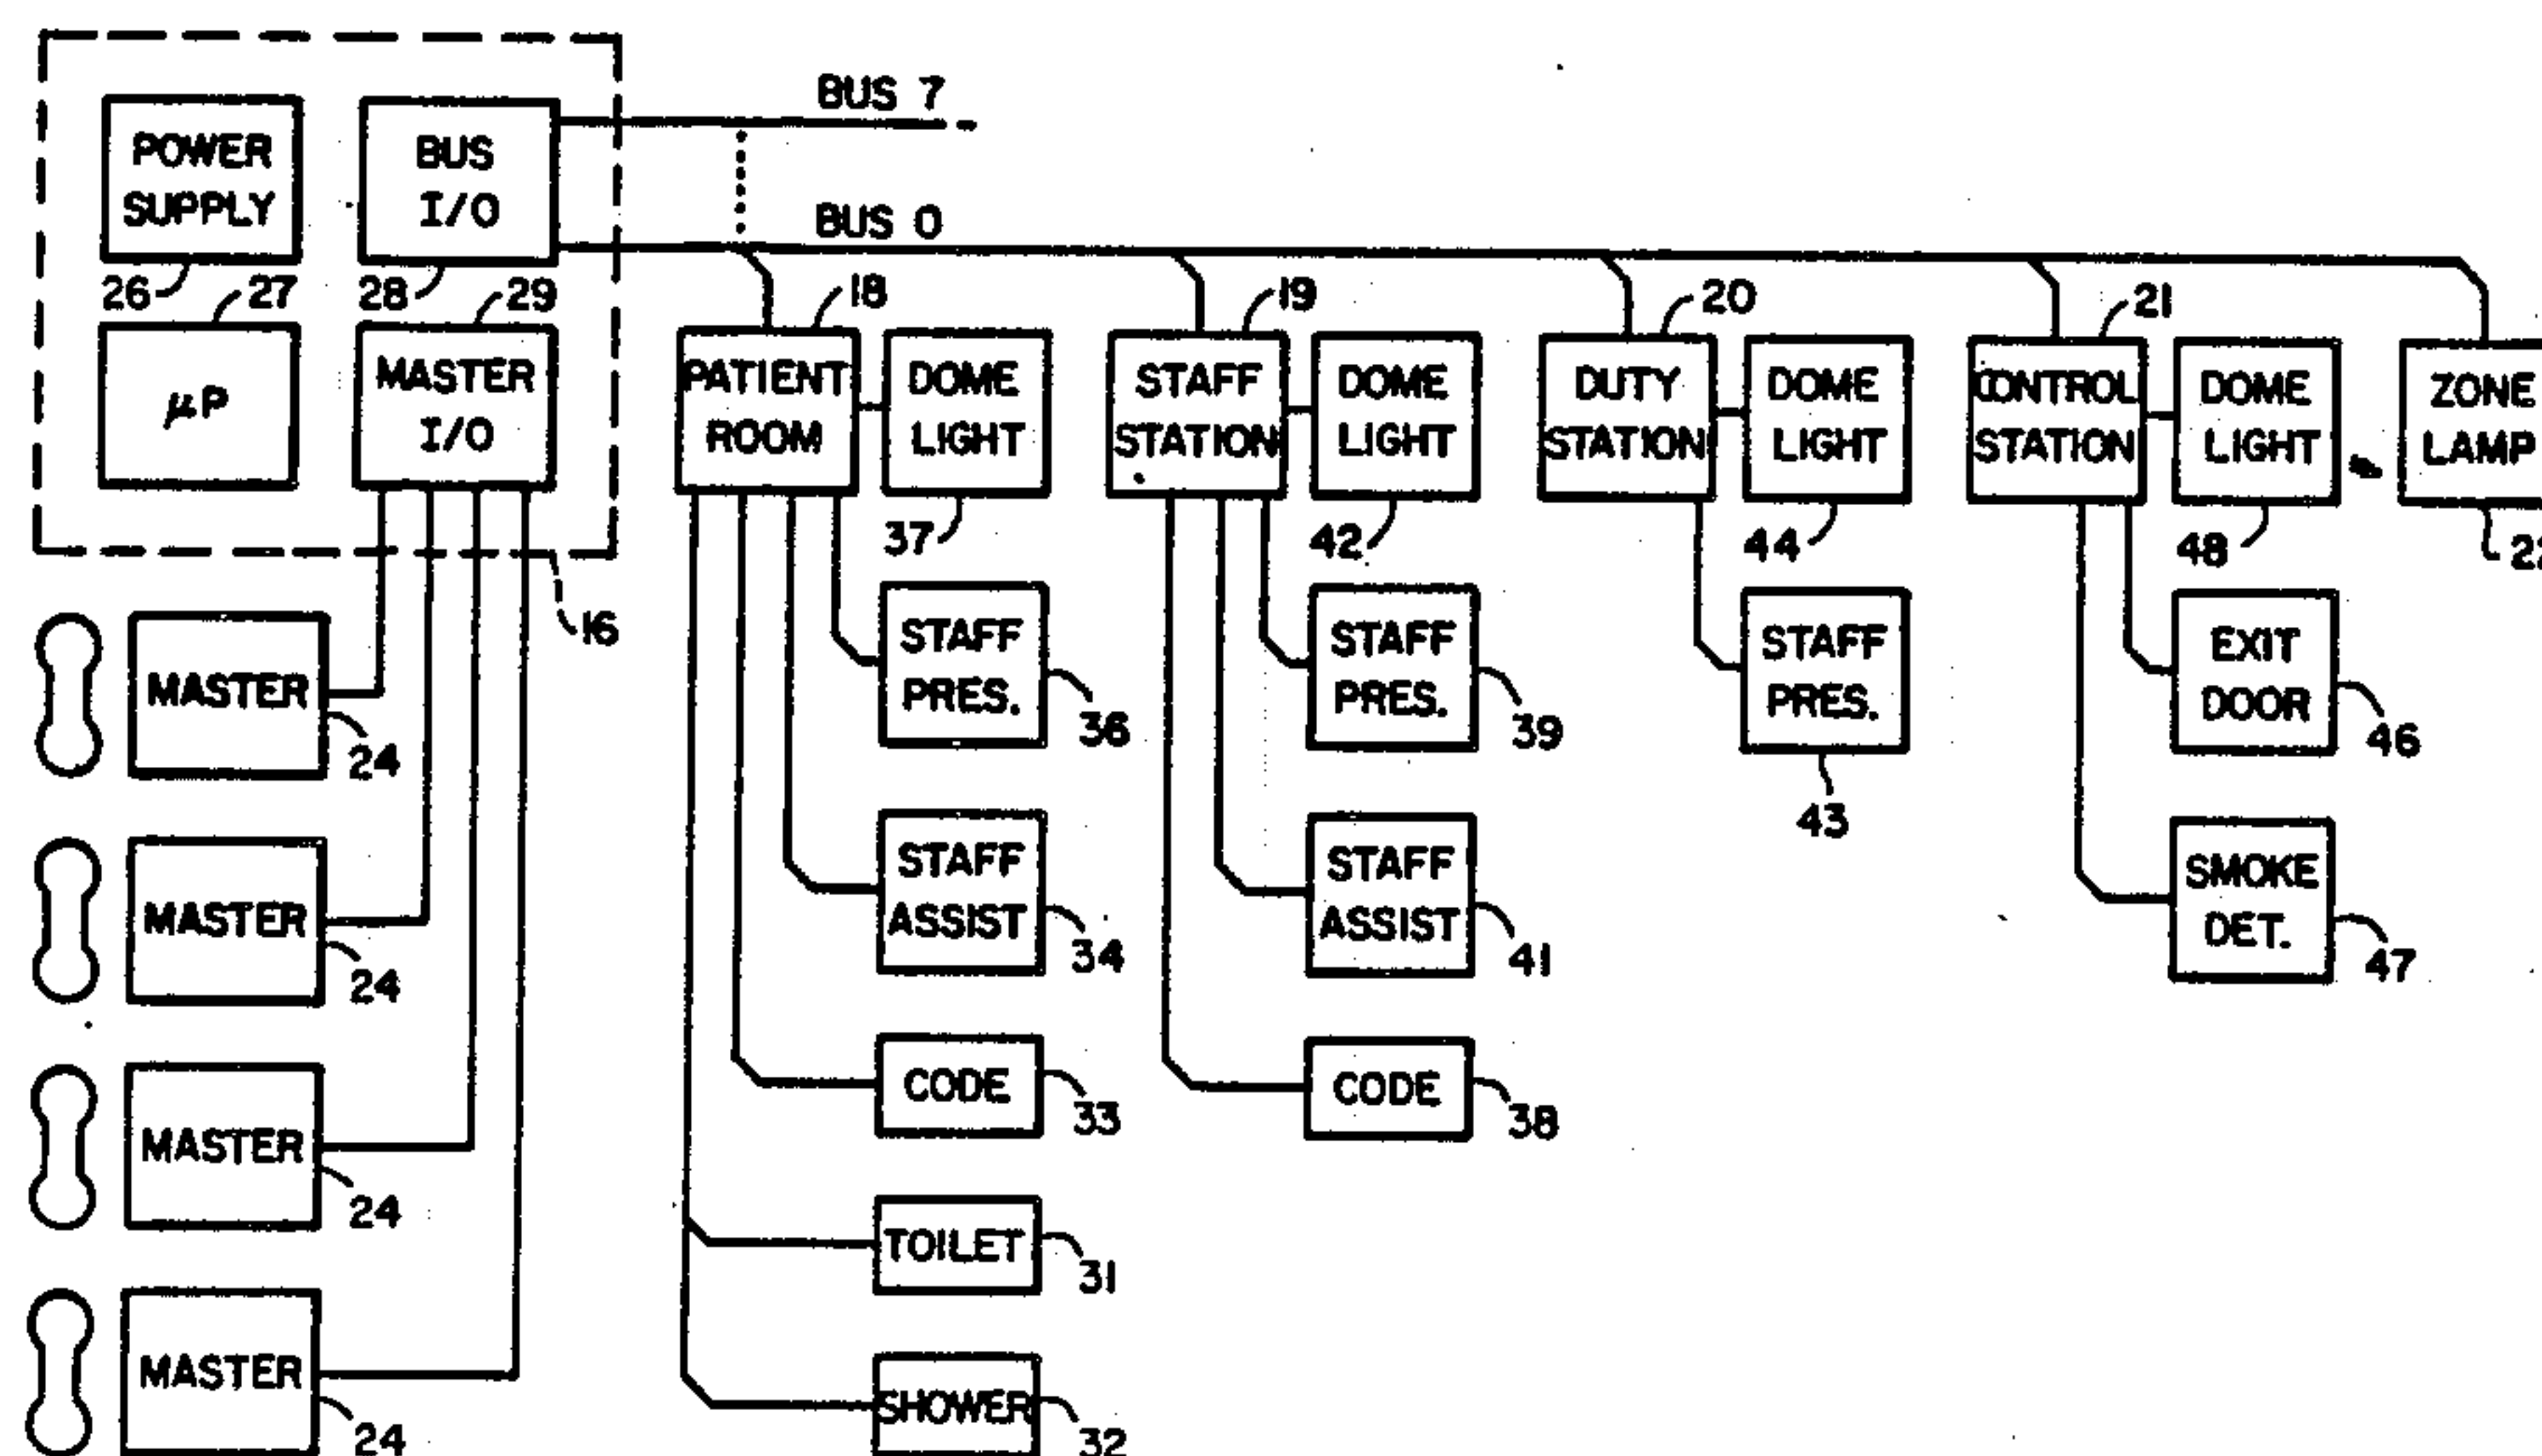 BUS 7
POWER
SUPPLY
BUS
I/O
BUS 0
26
27
28
29
18
19
20
21
μP
MASTER
I/O
PATIENT
ROOM
DOME
LIGHT
STAFF
STATION
DOME
LIGHT
DUTY
STATION
DOME
LIGHT
CONTROL
STATION
DOME
LIGHT
ZONE
LAMP
37
42
44
48
22
16
MASTER
24
STAFF
PRES.
36
STAFF
PRES.
39
STAFF
PRES.
43
EXIT
DOOR
46
MASTER
24
STAFF
ASSIST
34
STAFF
ASSIST
41
SMOKE
DET.
47
MASTER
24
CODE
33
CODE
38
TOILET
31
MASTER
24
SHOWER
32